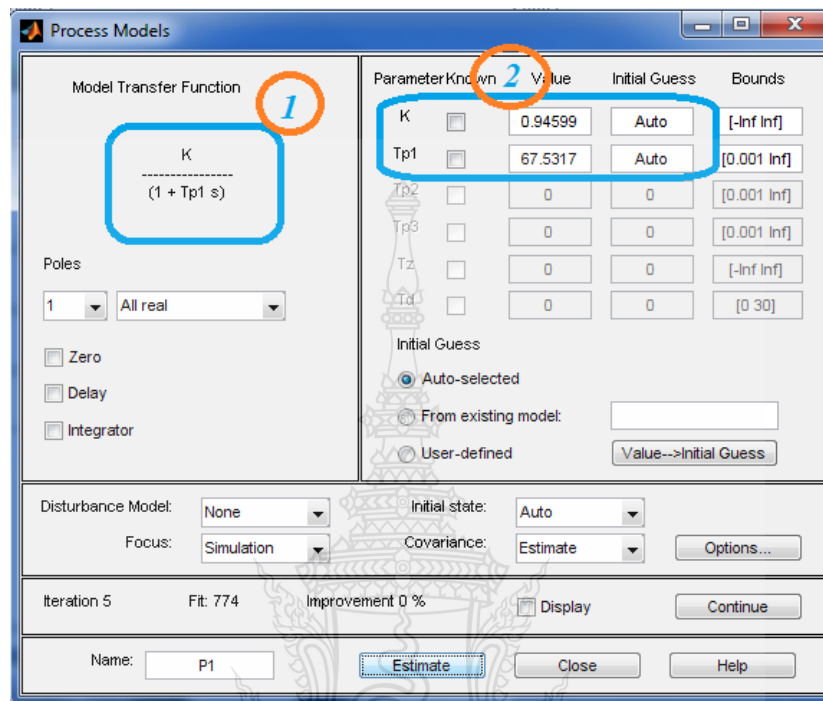 Process Models
Model Transfer Function
1
K
----------------
(1 + Tp1 s)
Poles
1 All real
Zero
Delay
Integrator
Parameter Known 2 Value Initial Guess Bounds
K 0.94599 Auto [-Inf Inf]
Tp1 67.5317 Auto [0.001 Inf]
Tp2 0 0 [0.001 Inf]
Tp3 0 0 [0.001 Inf]
Tz 0 0 [-Inf Inf]
Td 0 0 [0 30]
Initial Guess
Auto-selected
From existing model:
User-defined Value-->Initial Guess
Disturbance Model: None Initial state: Auto
Focus: Simulation Covariance: Estimate Options...
Iteration 5 Fit: 774 Improvement 0 % Display Continue
Name: P1 Estimate Close Help